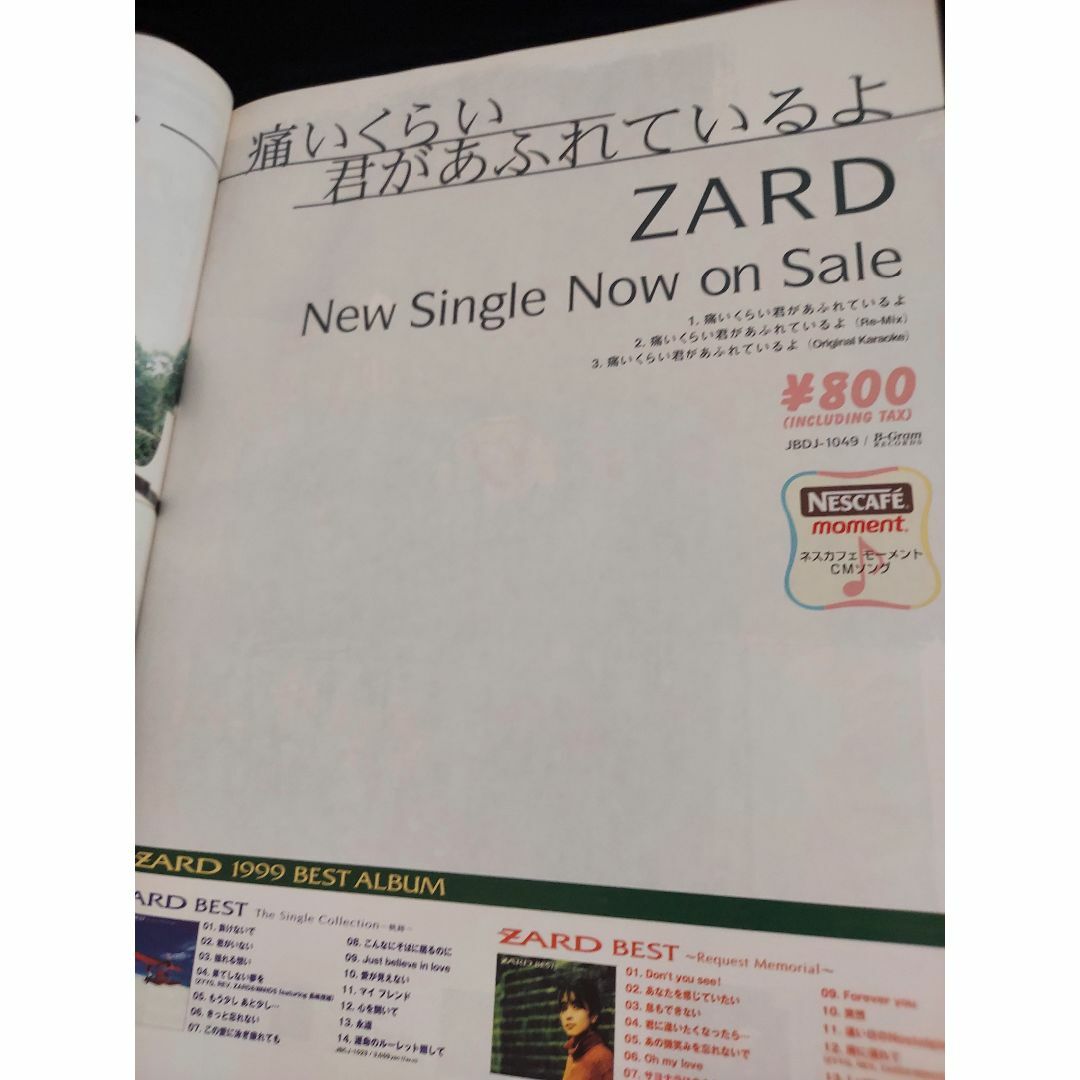 痛いくらい
君があふれているよ
ZARD
New Single Now on Sale
1. 痛いくらい君があふれているよ
2. 痛いくらい君があふれているよ (Re-Mix)
3. 痛いくらい君があふれているよ (Original Karaoke)
¥800
(INCLUDING TAX)
JBDJ-1049 / B-Gram RECORDS
NESCAFÉ
moment
ネスカフェ モーメント
CMソング
ZARD 1999 BEST ALBUM
ARD BEST The Single Collection~軌跡~
01. 負けないで
02. 君がいない
03. 揺れる想い
04. 果てしない夢を
05. もう少し あと少し…
06. きっと忘れない
07. この愛に泳ぎ疲れても
08. こんなにそばに居るのに
09. Just believe in love
10. 愛が見えない
11. マイ フレンド
12. 心を開いて
13. 永遠
14. 運命のルーレット廻して
ZARD BEST ~Request Memorial~
ZARD BEST
01. Don't you see!
02. あなたを感じていたい
03. 息もできない
04. 君に逢いたくなったら…
05. あの微笑みを忘れないで
06. Oh my love
07. サヨナラ
09. Forever you
10.
11.
12.